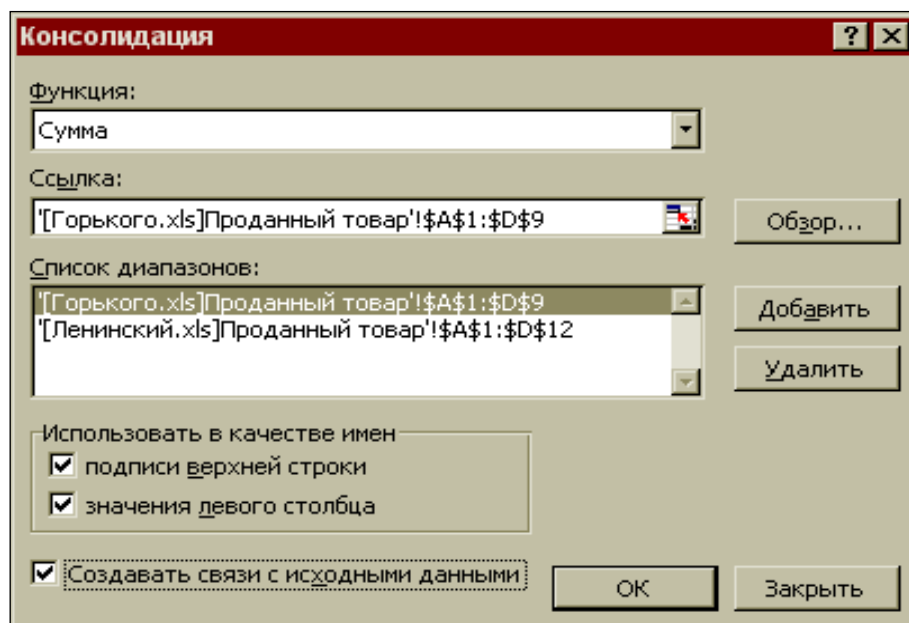 Консолидация
Функция:
Сумма
Ссылка:
'[Горького.xls]Проданный товар'!$A$1:$D$9
Обзор...
Список диапазонов:
'[Горького.xls]Проданный товар'!$A$1:$D$9
'[Ленинский.xls]Проданный товар'!$A$1:$D$12
Добавить
Удалить
Использовать в качестве имен
подписи верхней строки
значения левого столбца
Создавать связи с исходными данными
ОК
Закрыть